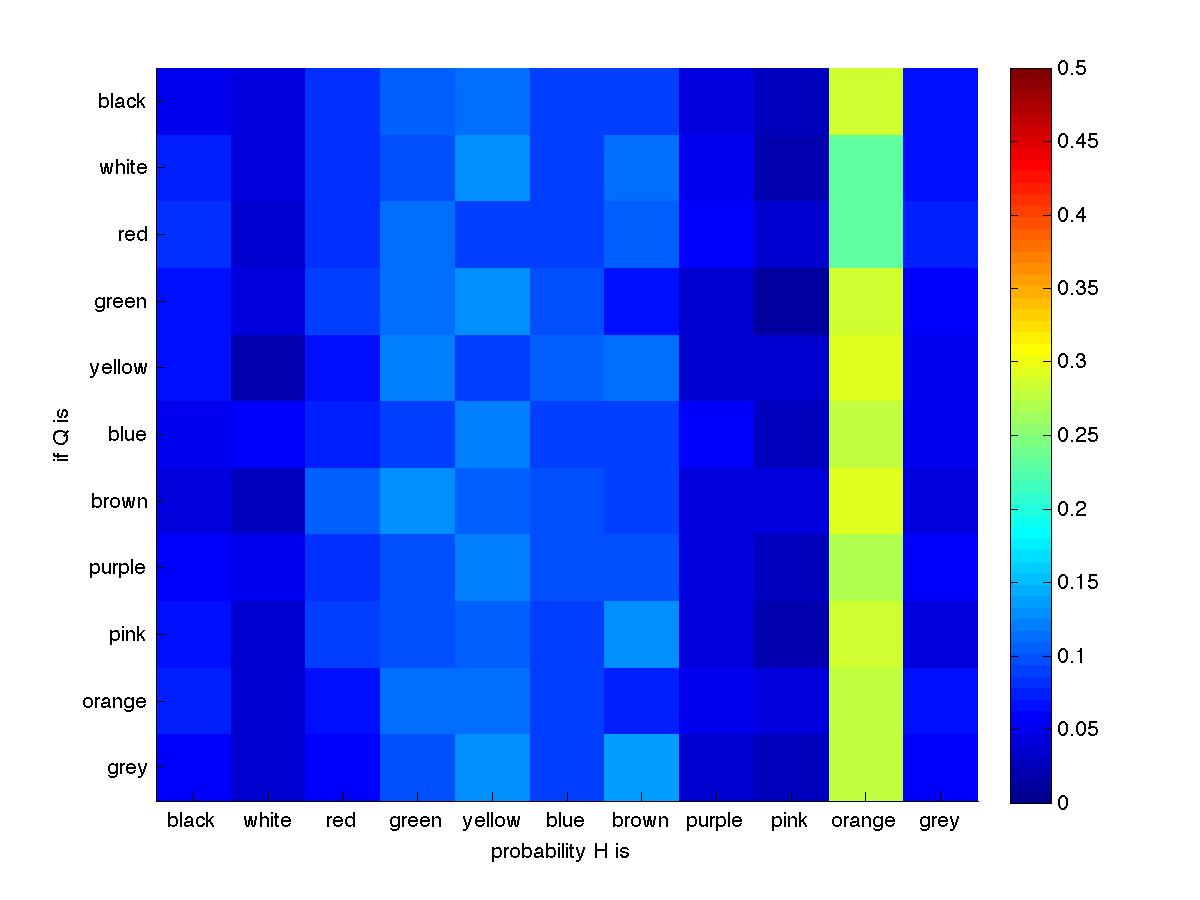 black
white
red
green
yellow
blue
brown
purple
pink
orange
grey
if Q is
black white red green yellow blue brown purple pink orange grey
probability H is
0.5
0.45
0.4
0.35
0.3
0.25
0.2
0.15
0.1
0.05
0